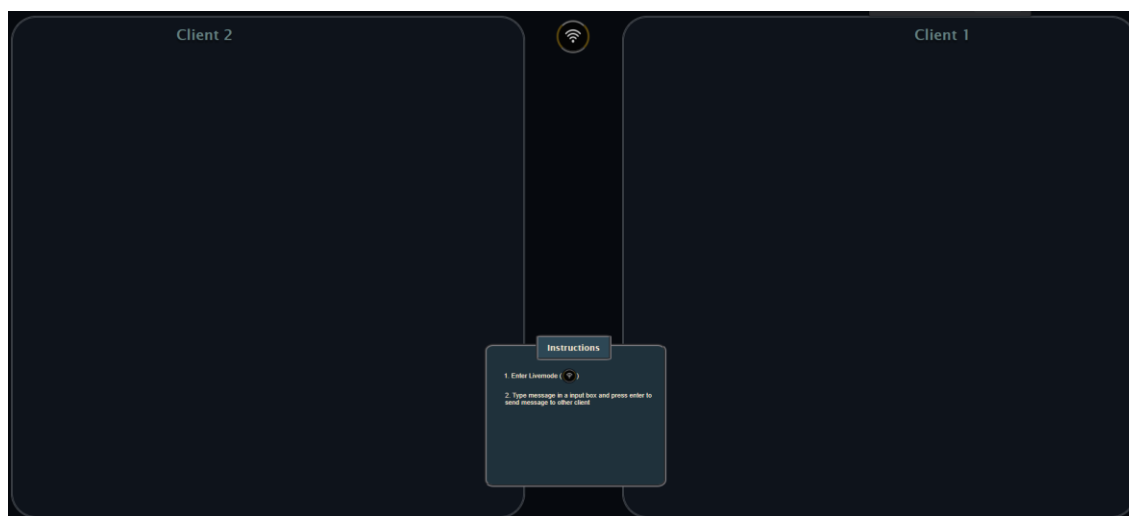 Client 2
Client 1
Instructions
1. Enter Livemode ( )
2. Type message in a input box and press enter to
send message to other client